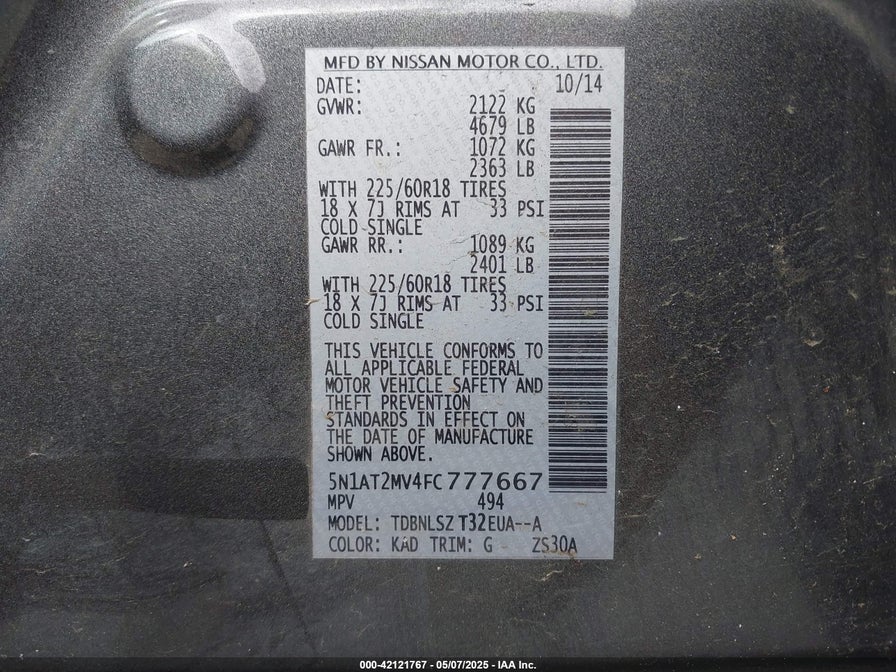 MFD BY NISSAN MOTOR CO., LTD.
DATE: 10/14
GVWR: 2122 KG
4679 LB
GAWR FR.: 1072 KG
2363 LB
WITH 225/60R18 TIRES
18 X 7J RIMS AT 33 PSI
COLD SINGLE
GAWR RR.: 1089 KG
2401 LB
WITH 225/60R18 TIRES
18 X 7J RIMS AT 33 PSI
COLD SINGLE
THIS VEHICLE CONFORMS TO
ALL APPLICABLE FEDERAL
MOTOR VEHICLE SAFETY AND
THEFT PREVENTION
STANDARDS IN EFFECT ON
THE DATE OF MANUFACTURE
SHOWN ABOVE.
5N1AT2MV4FC777667
MPV 494
MODEL: TDBNLSZ T32EUA--A
COLOR: KAD TRIM: G ZS30A
000-42121767 — 05/07/2025 — IAA Inc.